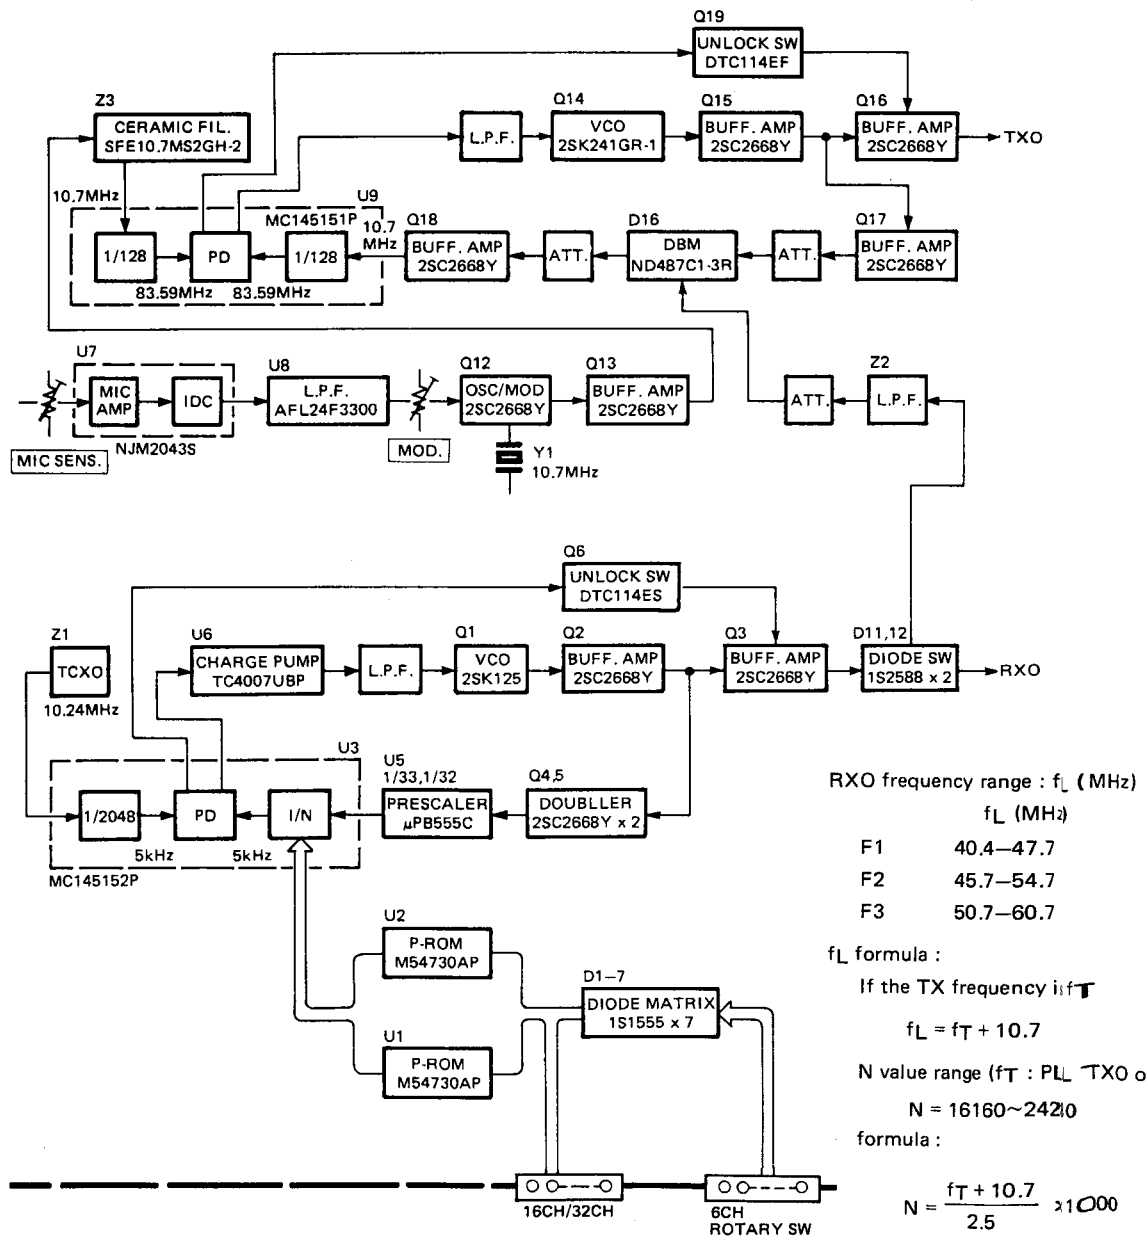 Q19
UNLOCK SW
DTC114EF
Z3
CERAMIC FIL.
SFE10.7MS2GH-2
L.P.F.
Q14
VCO
2SK241GR-1
Q15
BUFF. AMP
2SC2668Y
Q16
BUFF. AMP
2SC2668Y
TXO
10.7MHz
U9
MC145151P
1/128
PD
1/128
83.59MHz
83.59MHz
10.7
MHz
Q18
BUFF. AMP
2SC2668Y
ATT.
D16
DBM
ND487C1-3R
ATT.
Q17
BUFF. AMP
2SC2668Y
U7
MIC
AMP
IDC
NJM2043S
MIC SENS.
U8
L.P.F.
AFL24F3300
MOD.
Q12
OSC/MOD
2SC2668Y
Y1
10.7MHz
Q13
BUFF. AMP
2SC2668Y
ATT.
Z2
L.P.F.
Q6
UNLOCK SW
DTC114ES
Z1
TCXO
10.24MHz
U6
CHARGE PUMP
TC4007UBP
L.P.F.
Q1
VCO
2SK125
Q2
BUFF. AMP
2SC2668Y
Q3
BUFF. AMP
2SC2668Y
D11,12
DIODE SW
1S2588 x 2
RXO
U3
1/2048
PD
I/N
5kHz
5kHz
MC145152P
U5
1/33,1/32
PRESCALER
μPB555C
Q4,5
DOUBLLER
2SC2668Y x 2
U2
P-ROM
M54730AP
U1
P-ROM
M54730AP
D1-7
DIODE MATRIX
1S1555 x 7
16CH/32CH
6CH
ROTARY SW
RXO frequency range : fL (MHz)
fL (MHz)
F1 40.4—47.7
F2 45.7—54.7
F3 50.7—60.7
fL formula :
If the TX frequency is fT
fL = fT + 10.7
N value range (fT : PLL TXO o
N = 16160~24280
formula :
N = fT + 10.7 / 2.5 x1000